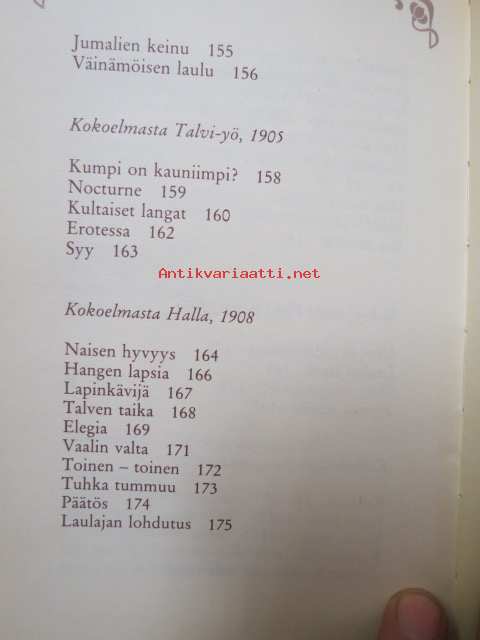 Jumalien keinu 155
Väinämöisen laulu 156
Kokoelmasta Talvi-yö, 1905
Kumpi on kauniimpi? 158
Nocturne 159
Kultaiset langat 160
Erotessa 162
Syy 163
Antikvariaatti.net
Kokoelmasta Halla, 1908
Naisen hyvyys 164
Hangen lapsia 166
Lapinkävijä 167
Talven taika 168
Elegia 169
Vaalin valta 171
Toinen – toinen 172
Tuhka tummuu 173
Päätös 174
Laulajan lohdutus 175